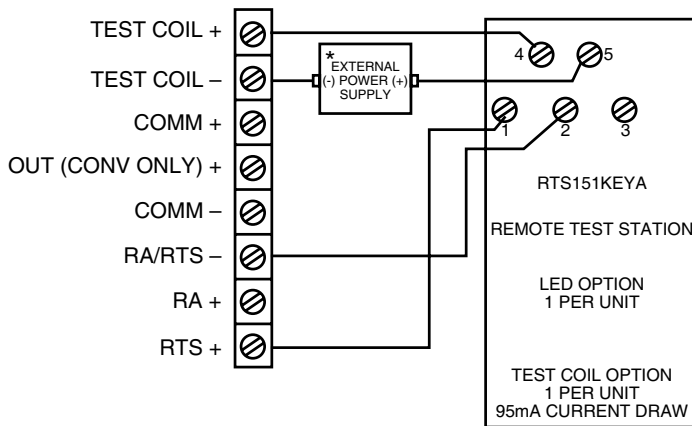 TEST COIL +
TEST COIL –
COMM +
OUT (CONV ONLY) +
COMM –
RA/RTS –
RA +
RTS +
*
EXTERNAL
(-) POWER (+)
SUPPLY
4
5
1
2
3
RTS151KEYA
REMOTE TEST STATION
LED OPTION
1 PER UNIT
TEST COIL OPTION
1 PER UNIT
95mA CURRENT DRAW